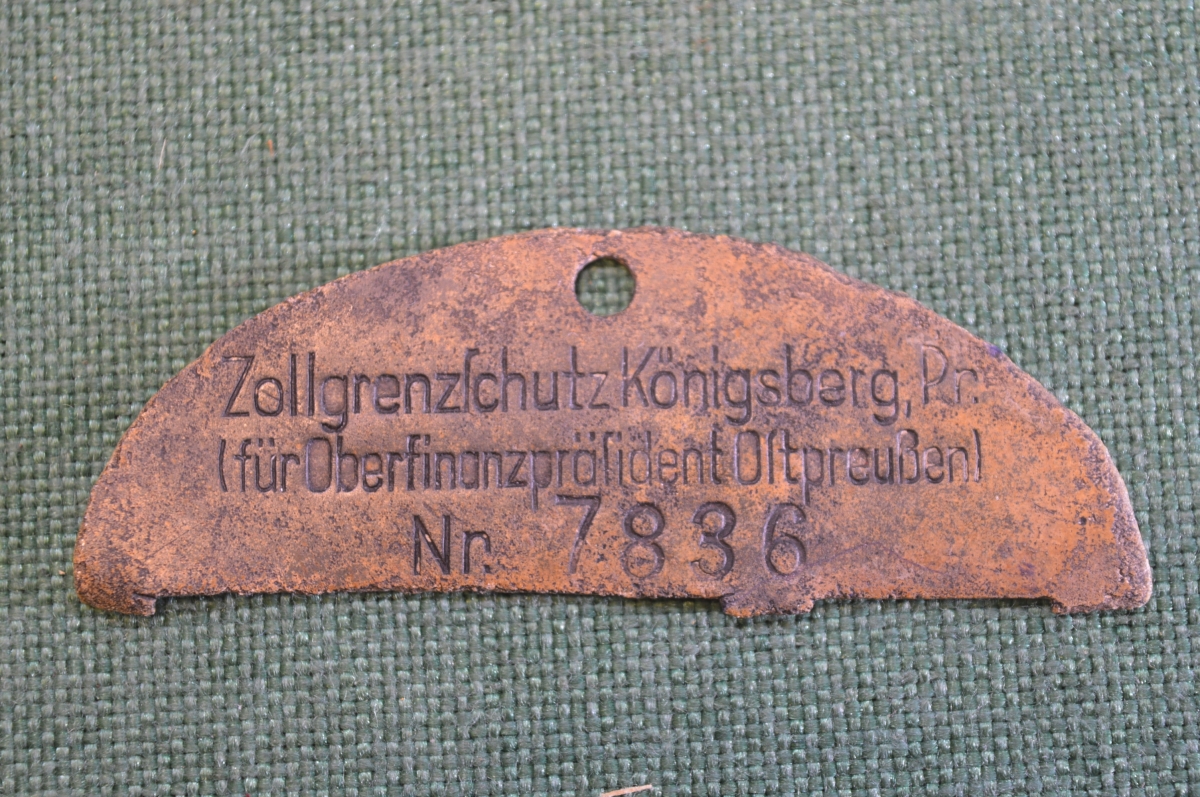 Zollgrenzſchutz Königsberg, Pr.
(für Oberfinanzpräſident Oſtpreußen)
Nr. 7836